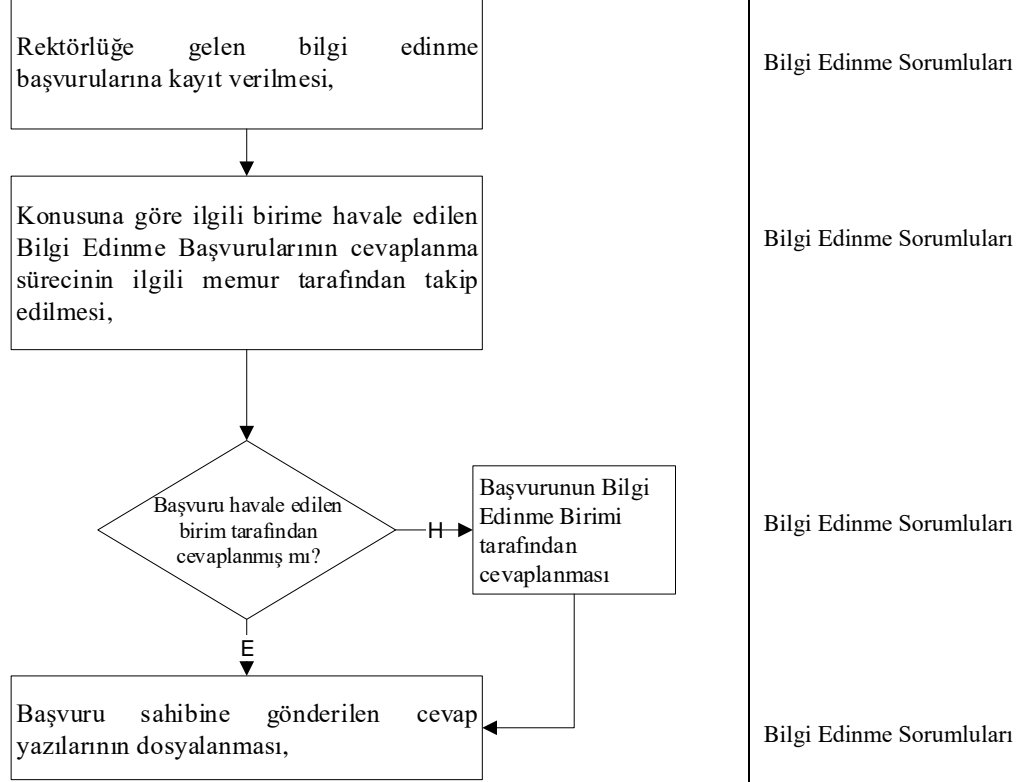 Rektörlüğe gelen bilgi edinme
başvurularına kayıt verilmesi,
Bilgi Edinme Sorumluları
Konusuna göre ilgili birime havale edilen
Bilgi Edinme Başvurularının cevaplanma
sürecinin ilgili memur tarafından takip
edilmesi,
Bilgi Edinme Sorumluları
Başvuru havale edilen
birim tarafından
cevaplanmış mı?
H
Başvurunun Bilgi
Edinme Birimi
tarafından
cevaplanması
Bilgi Edinme Sorumluları
E
Başvuru sahibine gönderilen cevap
yazılarının dosyalanması,
Bilgi Edinme Sorumluları